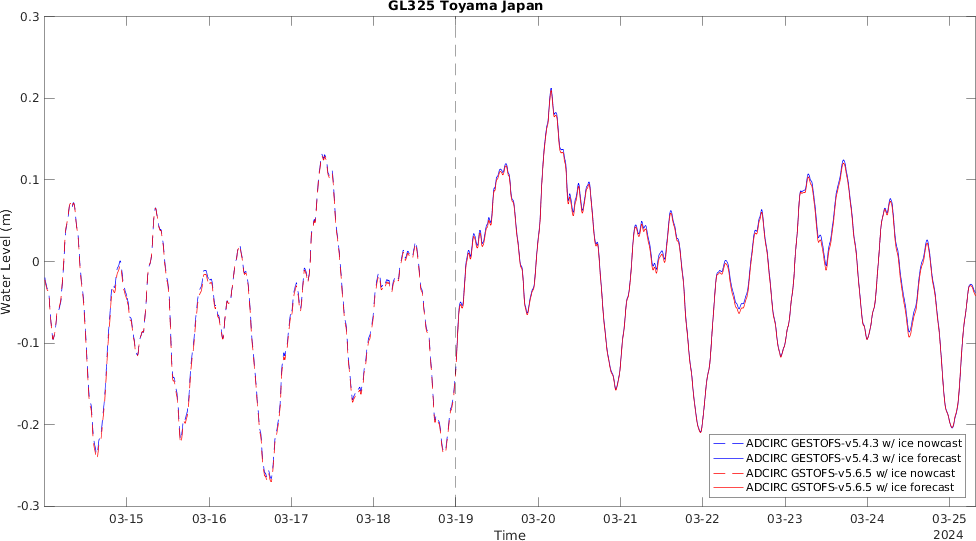 GL325 Toyama Japan
0.3
0.2
0.1
0
-0.1
-0.2
-0.3
Water Level (m)
ADCIRC GESTOFS-v5.4.3 w/ ice nowcast
ADCIRC GESTOFS-v5.4.3 w/ ice forecast
ADCIRC GSTOFS-v5.6.5 w/ ice nowcast
ADCIRC GSTOFS-v5.6.5 w/ ice forecast
03-15 03-16 03-17 03-18 03-19 03-20 03-21 03-22 03-23 03-24 03-25
Time
2024